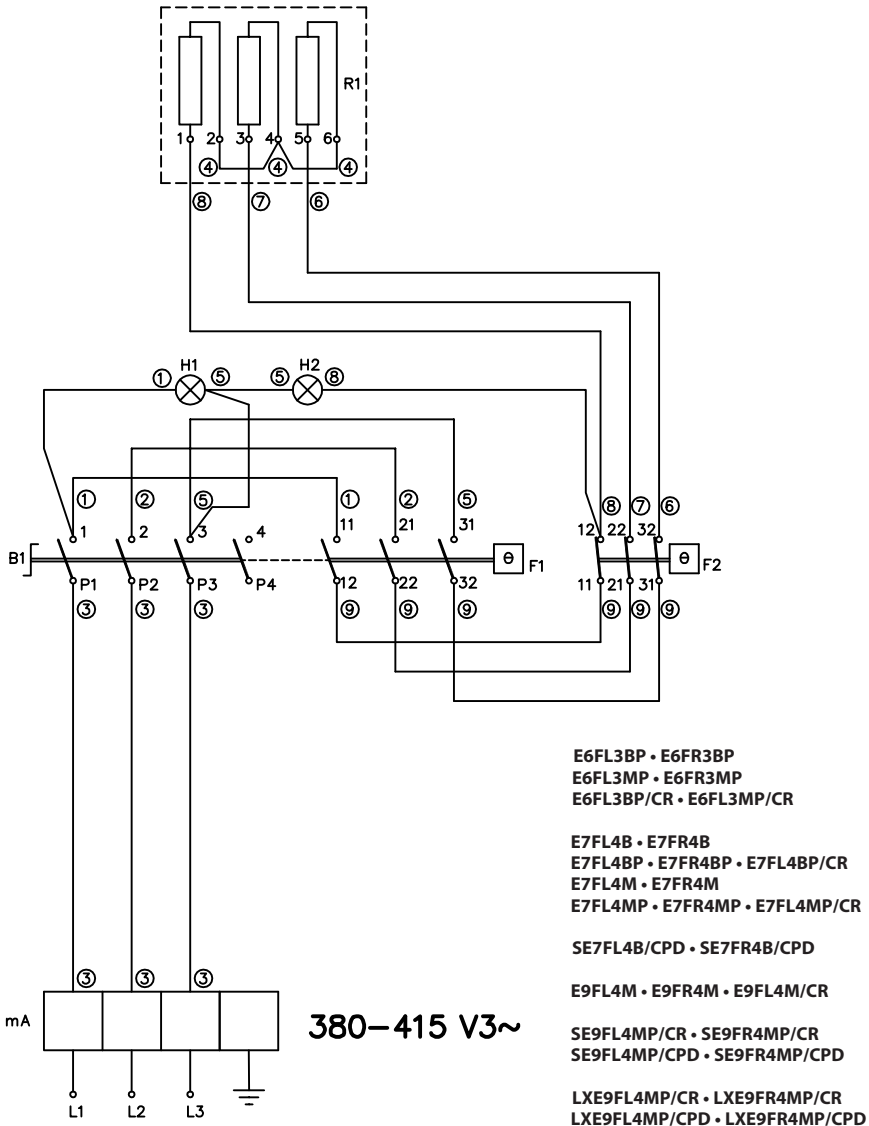 R1
1 2 3 4 5 6
④ ④ ④
⑧ ⑦ ⑥
H1 H2
① ⑤ ⑤ ⑧
① ② ⑤ ① ② ⑤ ⑧ ⑦ ⑥
1 2 3 4 11 21 31 12 22 32
B1 θ F1 θ F2
P1 P2 P3 P4 12 22 32 11 21 31
③ ③ ③ ⑨ ⑨ ⑨ ⑨ ⑨ ⑨
E6FL3BP • E6FR3BP
E6FL3MP • E6FR3MP
E6FL3BP/CR • E6FL3MP/CR
E7FL4B • E7FR4B
E7FL4BP • E7FR4BP • E7FL4BP/CR
E7FL4M • E7FR4M
E7FL4MP • E7FR4MP • E7FL4MP/CR
SE7FL4B/CPD • SE7FR4B/CPD
E9FL4M • E9FR4M • E9FL4M/CR
SE9FL4MP/CR • SE9FR4MP/CR
SE9FL4MP/CPD • SE9FR4MP/CPD
LXE9FL4MP/CR • LXE9FR4MP/CR
LXE9FL4MP/CPD • LXE9FR4MP/CPD
③ ③ ③
mA
380-415 V3~
L1 L2 L3